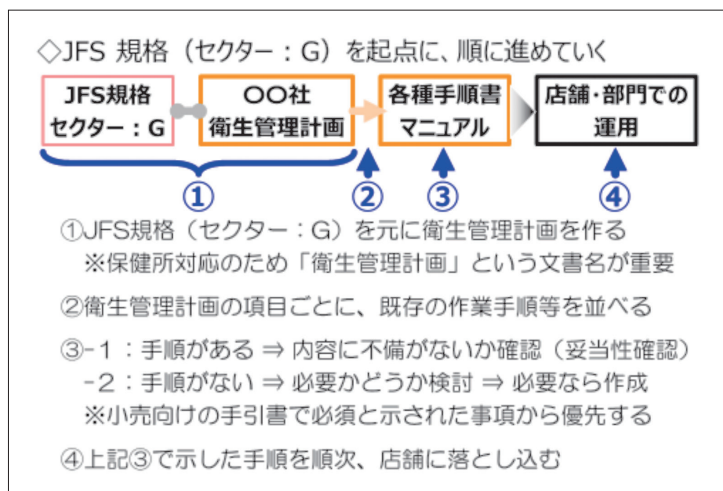 ◇JFS 規格（セクター：G）を起点に、順に進めていく
JFS規格
セクター：G
〇〇社
衛生管理計画
各種手順書
マニュアル
店舗・部門での
運用
① ② ③ ④
①JFS規格（セクター：G）を元に衛生管理計画を作る
※保健所対応のため「衛生管理計画」という文書名が重要
②衛生管理計画の項目ごとに、既存の作業手順等を並べる
③-１：手順がある ⇒ 内容に不備がないか確認（妥当性確認）
-２：手順がない ⇒ 必要かどうか検討 ⇒ 必要なら作成
※小売向けの手引書で必須と示された事項から優先する
④上記③で示した手順を順次、店舗に落とし込む